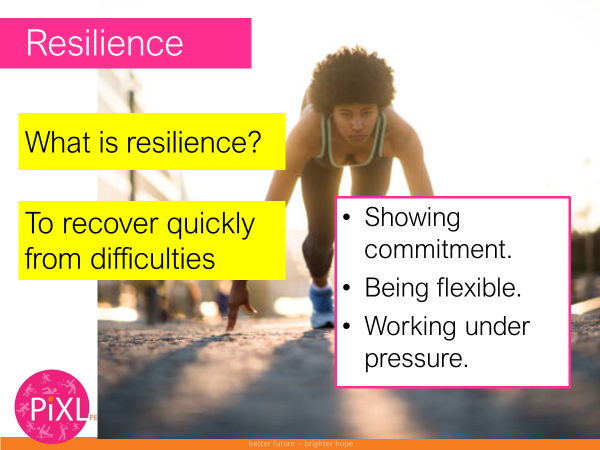 Resilience
What is resilience?
To recover quickly
from difficulties
• Showing
commitment.
• Being flexible.
• Working under
pressure.
PiXL
PE
better future – brighter hope